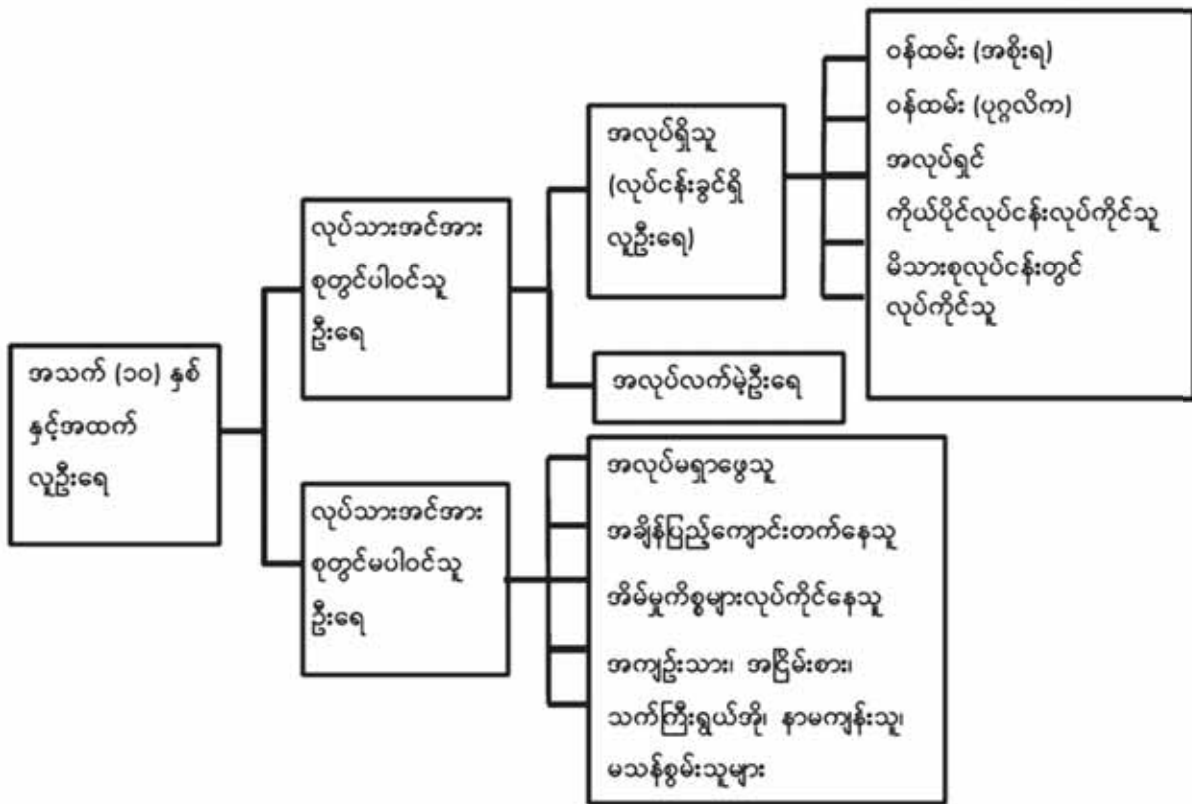 အသက် (၁၀) နှစ်
နှင့်အထက်
လူဦးရေ
လုပ်သားအင်အား
စုတွင်ပါဝင်သူ
ဦးရေ
အလုပ်ရှိသူ
(လုပ်ငန်းခွင်ရှိ
လူဦးရေ)
ဝန်ထမ်း (အစိုးရ)
ဝန်ထမ်း (ပုဂ္ဂလိက)
အလုပ်ရှင်
ကိုယ်ပိုင်လုပ်ငန်းလုပ်ကိုင်သူ
မိသားစုလုပ်ငန်းတွင်
လုပ်ကိုင်သူ
အလုပ်လက်မဲ့ဦးရေ
လုပ်သားအင်အား
စုတွင်မပါဝင်သူ
ဦးရေ
အလုပ်မရှာဖွေသူ
အချိန်ပြည့်ကျောင်းတက်နေသူ
အိမ်မှုကိစ္စများလုပ်ကိုင်နေသူ
အကျဉ်းသား၊ အငြိမ်းစား၊
သက်ကြီးရွယ်အို၊ နာမကျန်းသူ၊
မသန်စွမ်းသူများ